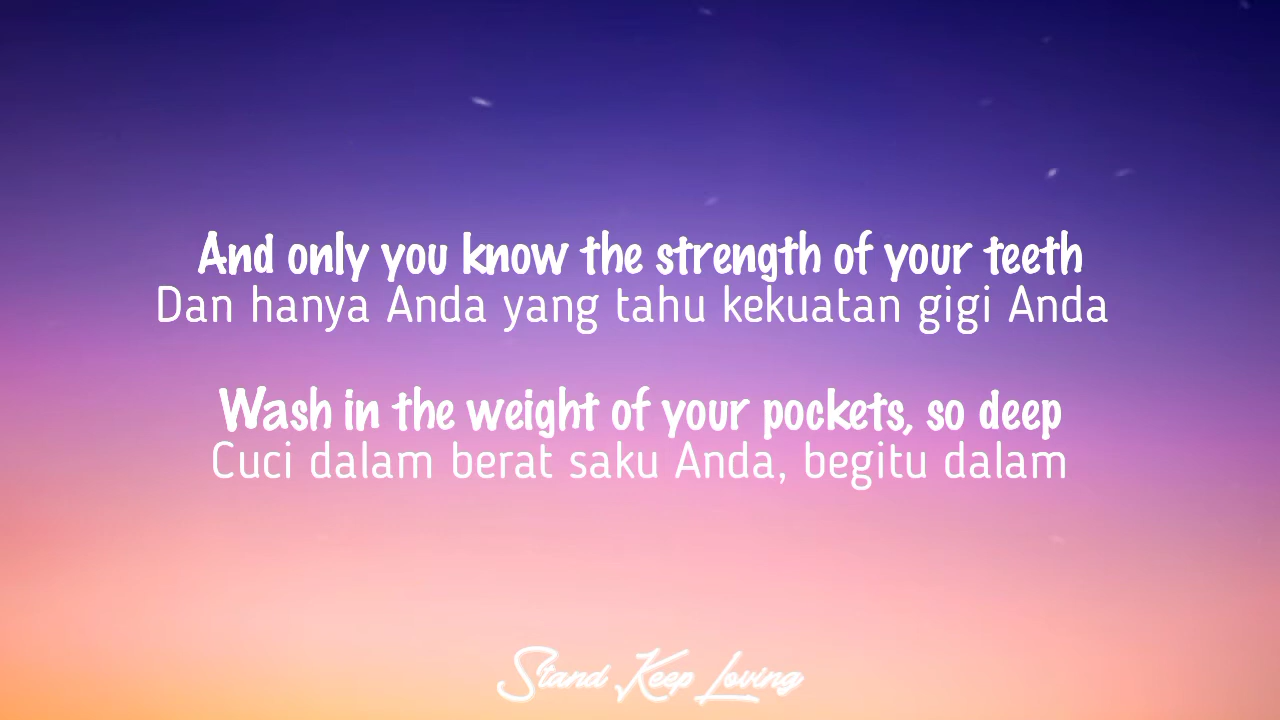 And only you know the strength of your teeth
Dan hanya Anda yang tahu kekuatan gigi Anda
Wash in the weight of your pockets, so deep
Cuci dalam berat saku Anda, begitu dalam
Stand Keep Loving